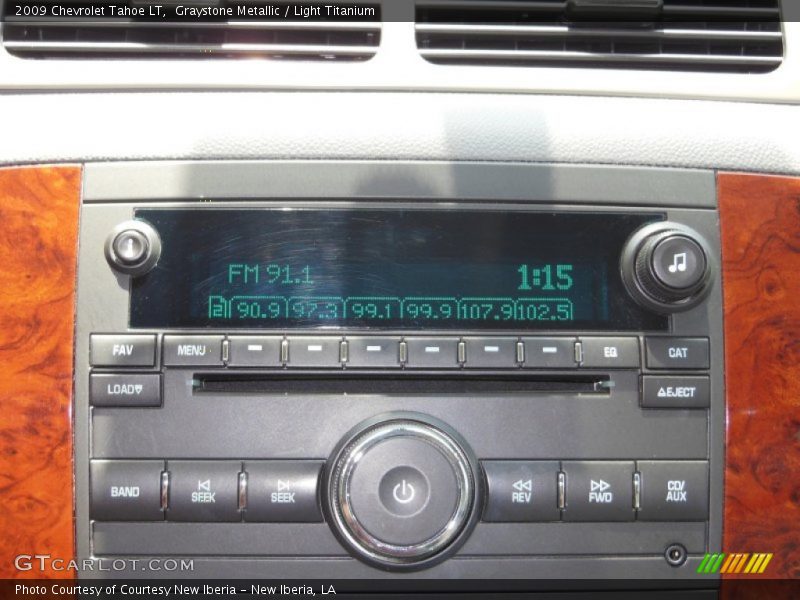 2009 Chevrolet Tahoe LT,  Graystone Metallic / Light Titanium
FM 91.1 1:15
2 90.9 97.3 99.1 99.9 107.9 102.5
FAV MENU EQ CAT
LOAD EJECT
BAND SEEK SEEK REV FWD CD/AUX
GTCARLOT.COM
Photo Courtesy of Courtesy New Iberia - New Iberia, LA